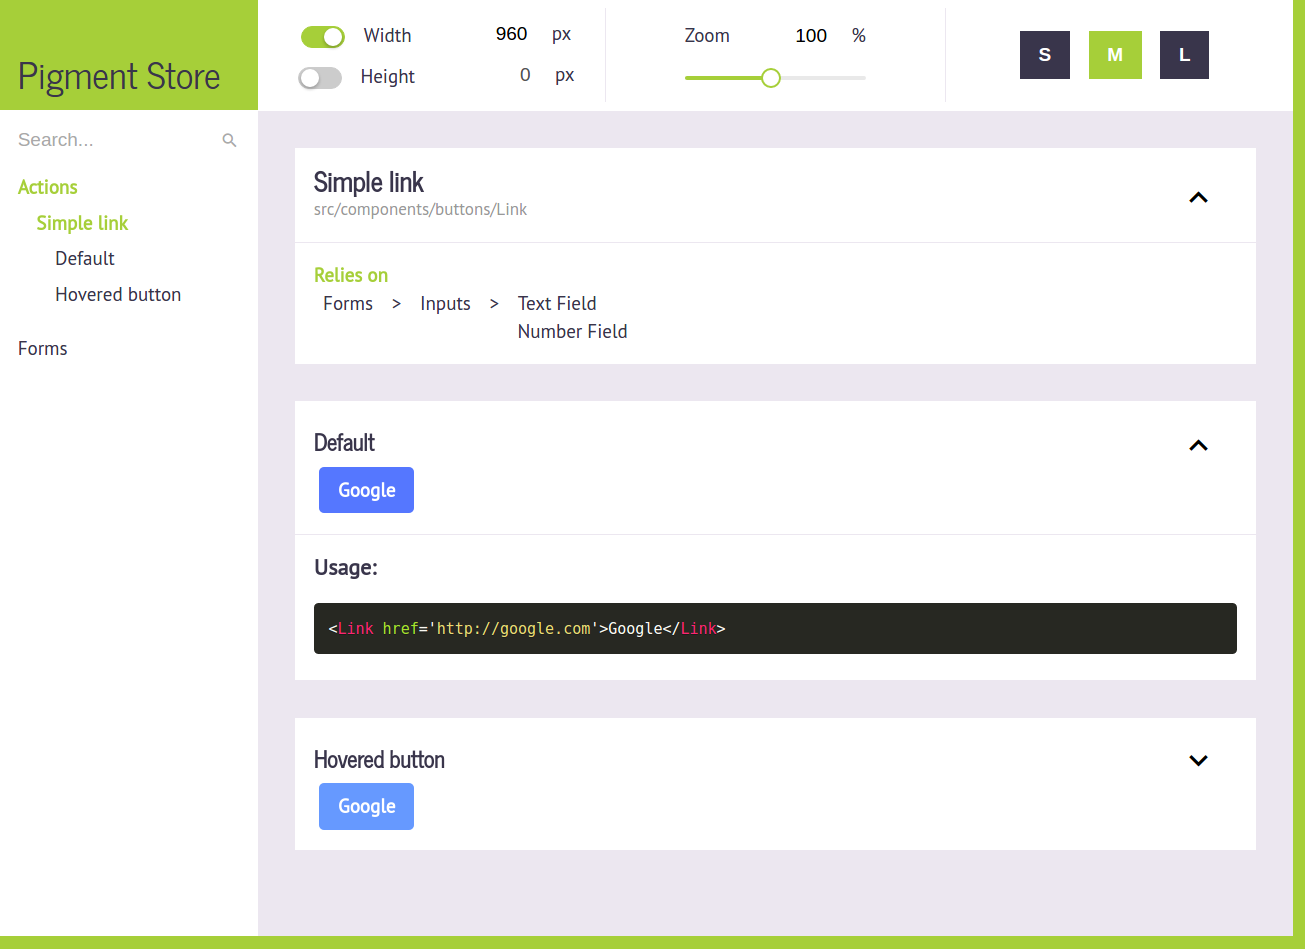 Pigment Store
Width 960 px
Height 0 px
Zoom 100 %
S M L
Search...
Actions
Simple link
Default
Hovered button
Forms
Simple link
src/components/buttons/Link
Relies on
Forms > Inputs > Text Field
Number Field
Default
Google
Usage:
<Link href='http://google.com'>Google</Link>
Hovered button
Google